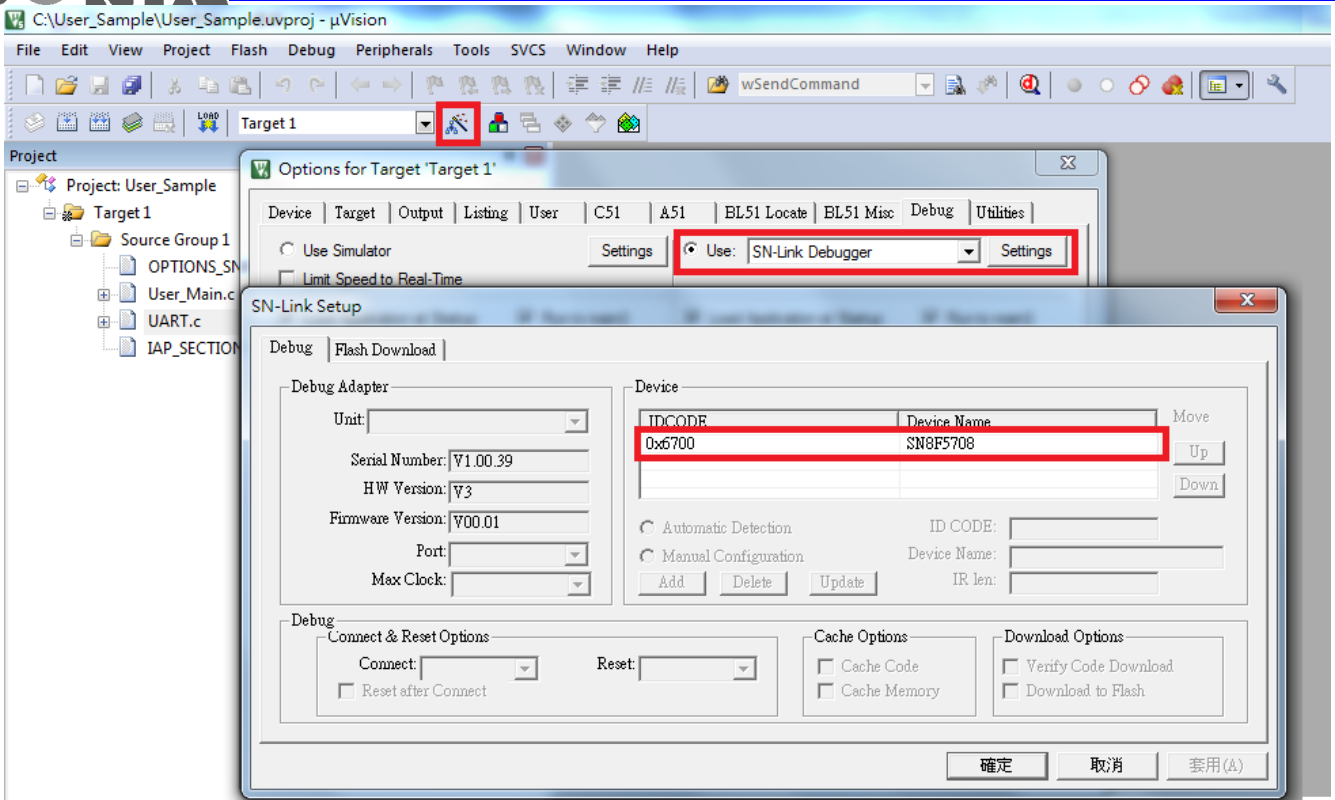 C:\User_Sample\User_Sample.uvproj - µVision
File Edit View Project Flash Debug Peripherals Tools SVCS Window Help
wSendCommand
LOAD Target 1
Project
Project: User_Sample
Target 1
Source Group 1
OPTIONS_SN
User_Main.c
UART.c
IAP_SECTION
Options for Target 'Target 1'
Device Target Output Listing User C51 A51 BL51 Locate BL51 Misc Debug Utilities
Use Simulator Settings Use: SN-Link Debugger Settings
Limit Speed to Real-Time
SN-Link Setup
Debug Flash Download
Debug Adapter
Unit:
Serial Number: V1.00.39
HW Version: V3
Firmware Version: V00.01
Port:
Max Clock:
Device
IDCODE Device Name Move
0x6700 SN8F5708
Up
Down
Automatic Detection ID CODE:
Manual Configuration Device Name:
Add Delete Update IR len:
Debug
Connect & Reset Options
Connect: Reset:
Reset after Connect
Cache Options
Cache Code
Cache Memory
Download Options
Verify Code Download
Download to Flash
確定 取消 套用(A)